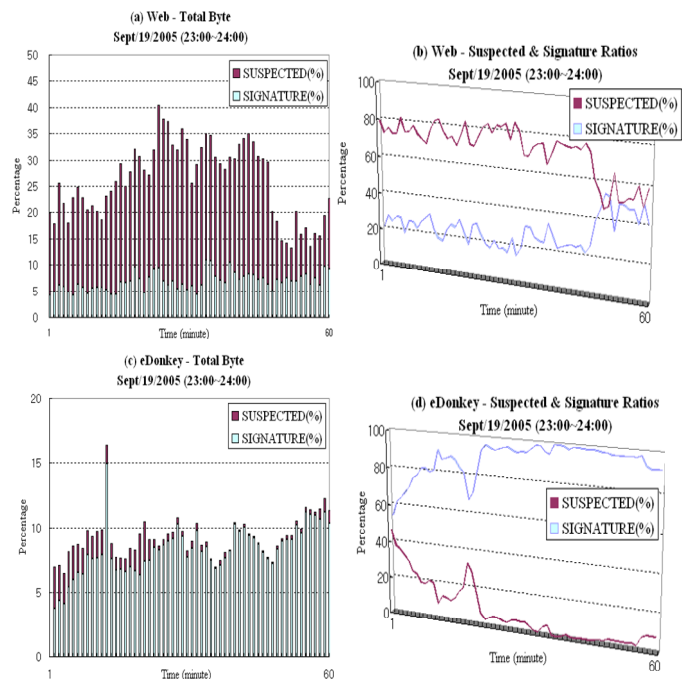 (a) Web - Total Byte
Sept/19/2005 (23:00~24:00)
50
45
40
35
30
25
20
15
10
5
0
Percentage
SUSPECTED(%)
SIGNATURE(%)
1
Time (minute)
60
(b) Web - Suspected & Signature Ratios
Sept/19/2005 (23:00~24:00)
100
80
60
40
20
0
Percentage
SUSPECTED(%)
SIGNATURE(%)
1
Time (minute)
60
(c) eDonkey - Total Byte
Sept/19/2005 (23:00~24:00)
20
15
10
5
0
Percentage
SUSPECTED(%)
SIGNATURE(%)
1
Time (minute)
60
(d) eDonkey - Suspected & Signature Ratios
Sept/19/2005 (23:00~24:00)
100
80
60
40
20
0
Percentage
SUSPECTED(%)
SIGNATURE(%)
1
Time (minute)
60